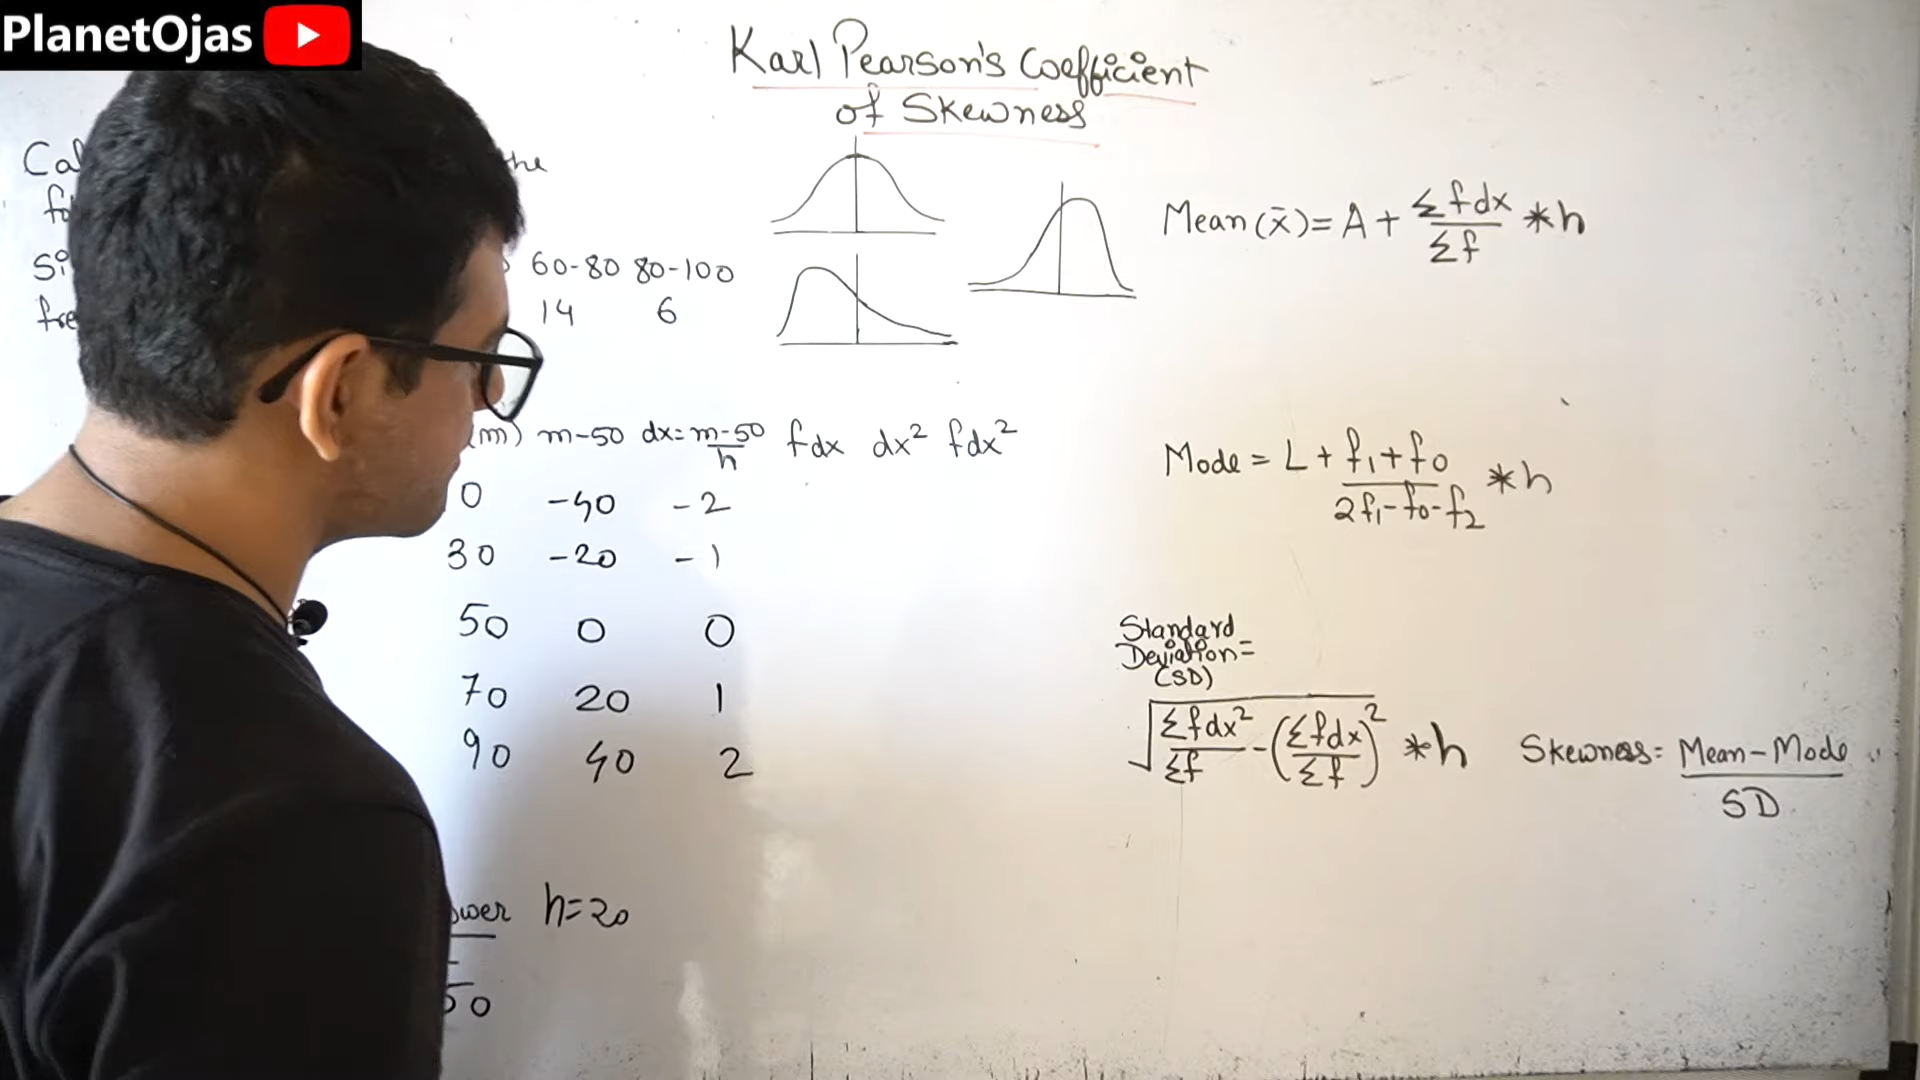 PlanetOjas
Karl Pearson's Coefficient
of Skewness
the
60-80 80-100
14 6
(m) m-50 dx=m-50/h fdx dx² fdx²
0 -40 -2
30 -20 -1
50 0 0
70 20 1
90 40 2
h=20
50
Mean (x̄)= A + Σfdx/Σf *h
Mode = L + f₁+f₀/2f₁-f₀-f₂ *h
Standard
Deviation=
(SD)
√Σfdx²/Σf - (Σfdx/Σf)² *h
Skewness= Mean-Mode/SD